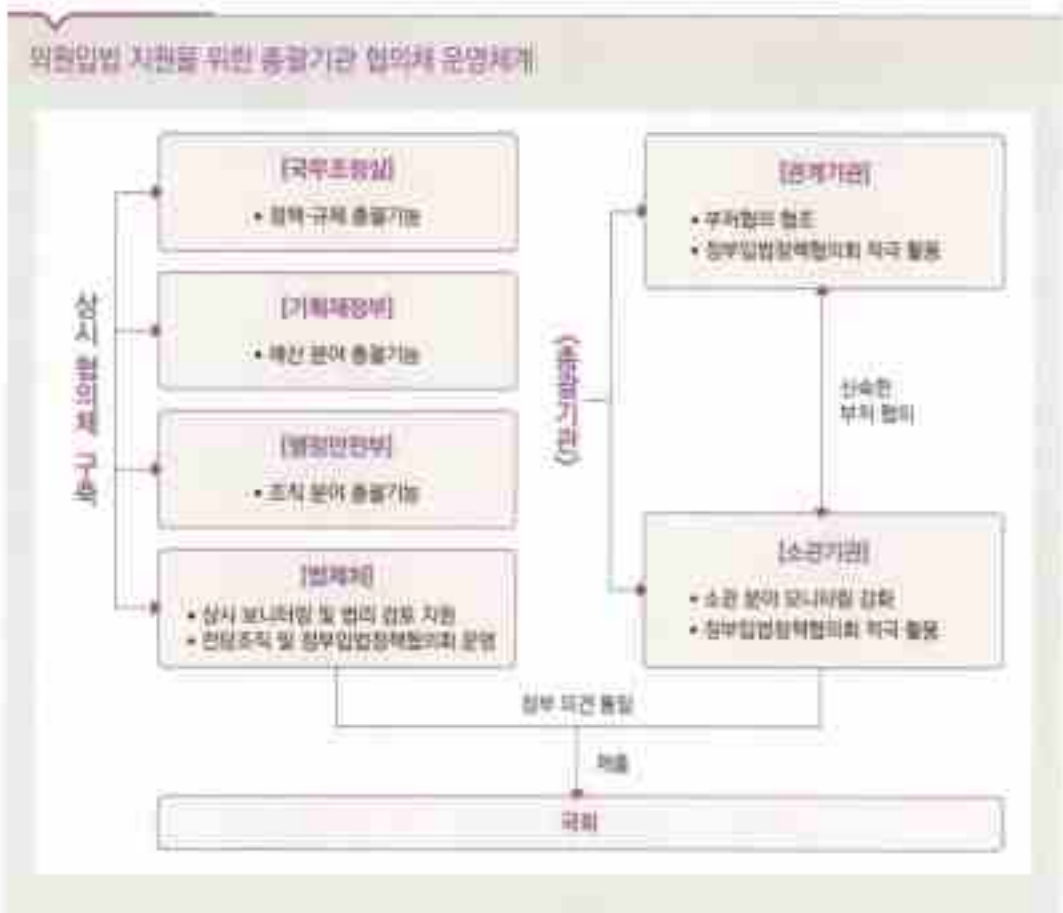 의원입법 지원을 위한 총괄기관 협의체 운영체계
상시 협의체 구축
[국무조정실]
• 정책·규제 총괄기능
[기획재정부]
• 예산 분야 총괄기능
[행정안전부]
• 조직 분야 총괄기능
[법제처]
• 상시 모니터링 및 법리 검토 지원
• 전담조직 및 정부입법정책협의회 운영
[관계기관]
• 부처협의 협조
• 정부입법정책협의회 적극 활용
신속한
부처 협의
[소관기관]
• 소관 분야 모니터링 강화
• 정부입법정책협의회 적극 활용
정부 의견 통일
제출
국회